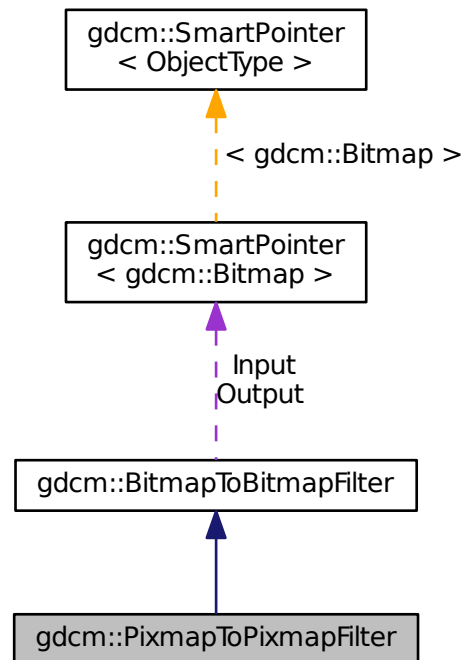 gdcm::SmartPointer
< ObjectType >
< gdcm::Bitmap >
gdcm::SmartPointer
< gdcm::Bitmap >
Input
Output
gdcm::BitmapToBitmapFilter
gdcm::PixmapToPixmapFilter